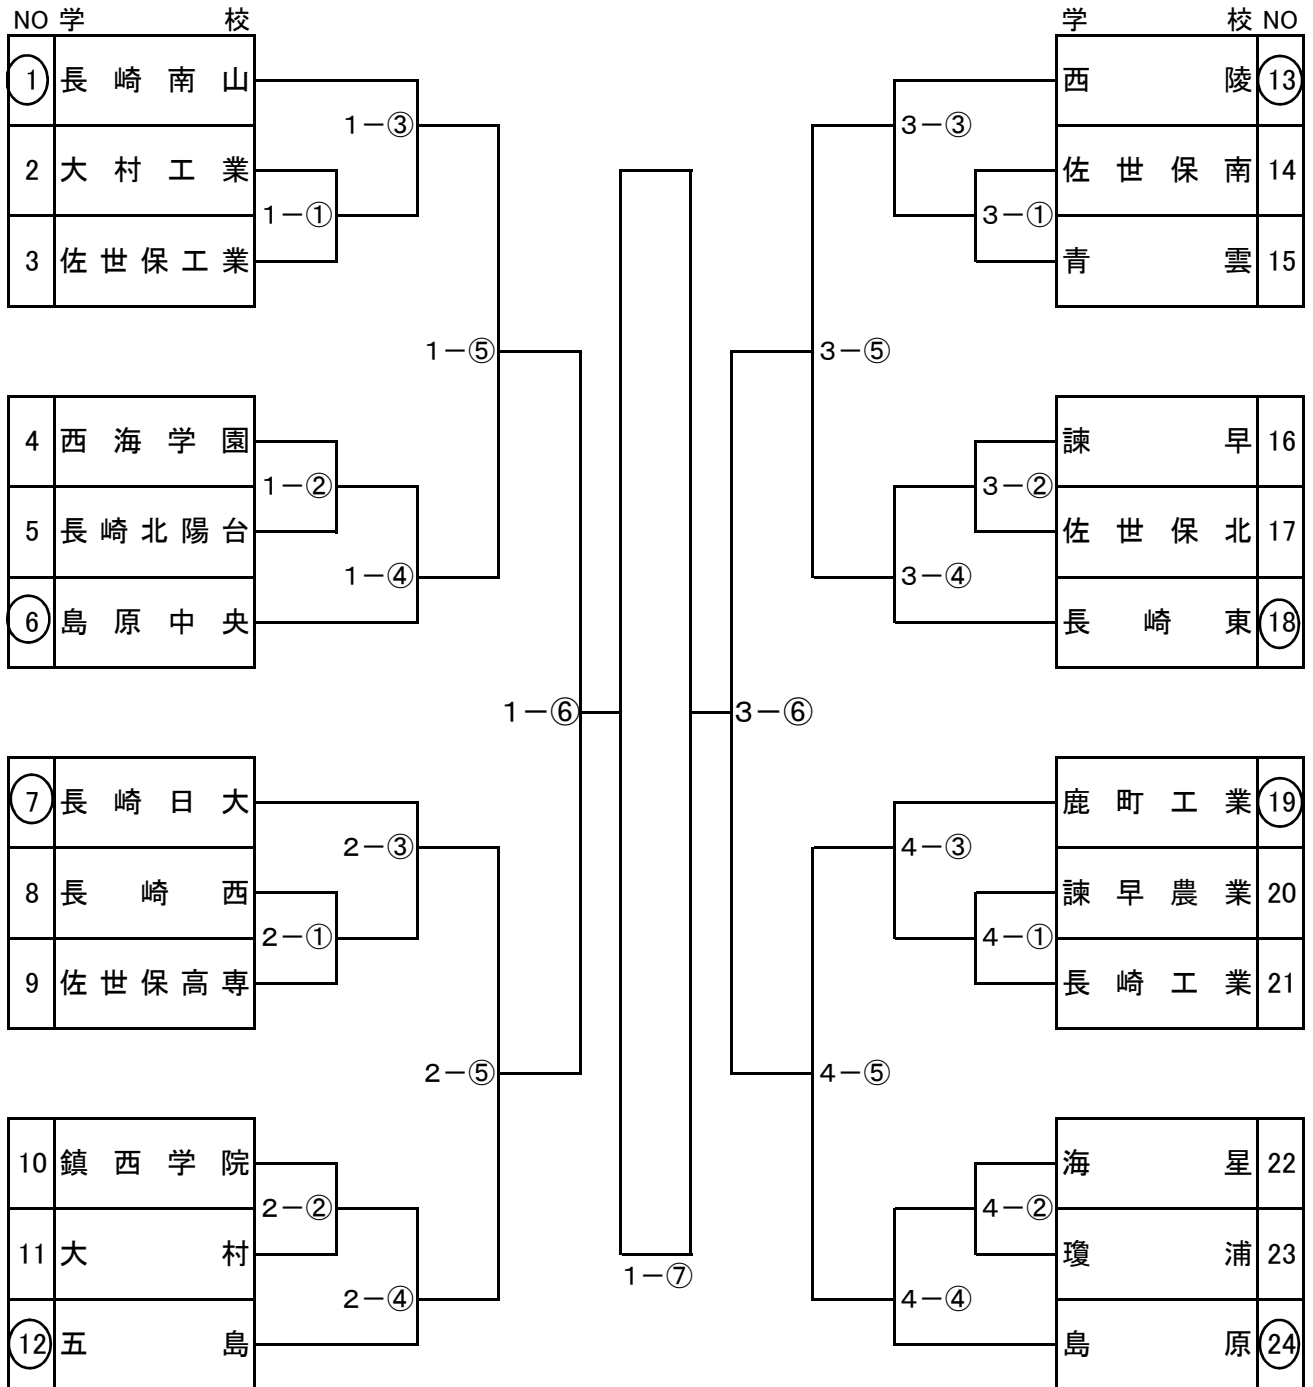 NO 学校
学校 NO
1 長崎南山
西陵 13
1-③
3-③
2 大村工業
佐世保南 14
1-①
3-①
3 佐世保工業
青雲 15
1-⑤
3-⑤
4 西海学園
諫早 16
1-②
3-②
5 長崎北陽台
佐世保北 17
1-④
3-④
6 島原中央
長崎東 18
1-⑥
3-⑥
7 長崎日大
鹿町工業 19
2-③
4-③
8 長崎西
諫早農業 20
2-①
4-①
9 佐世保高専
長崎工業 21
2-⑤
4-⑤
10 鎮西学院
海星 22
2-②
4-②
11 大村
瓊浦 23
1-⑦
2-④
4-④
12 五島
島原 24